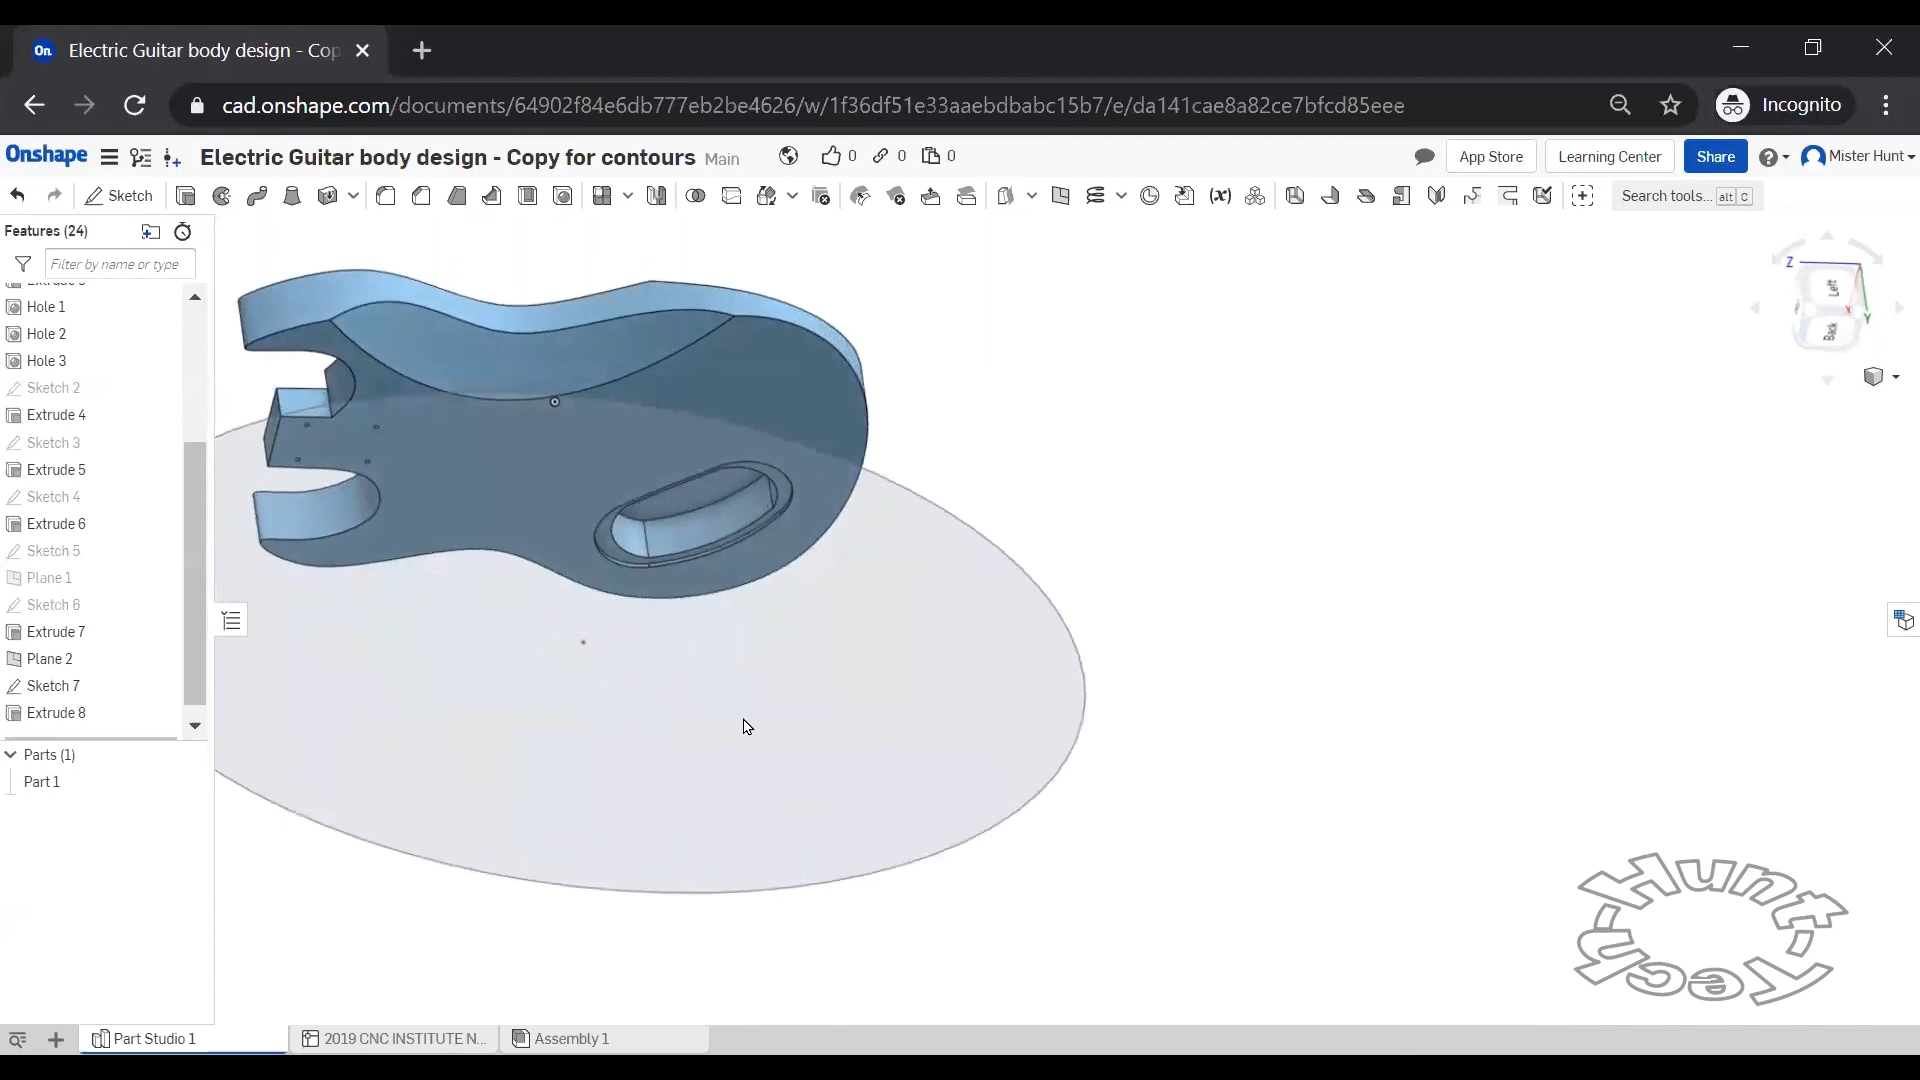 On Electric Guitar body design - Cop
cad.onshape.com/documents/64902f84e6db777eb2be4626/w/1f36df51e33aaebdbabc15b7/e/da141cae8a82ce7bfcd85eee
Incognito
Onshape Electric Guitar body design - Copy for contours Main 0 0 0 App Store Learning Center Share Mister Hunt
Sketch (x) Search tools... alt C
Features (24)
Filter by name or type
Hole 1
Hole 2
Hole 3
Sketch 2
Extrude 4
Sketch 3
Extrude 5
Sketch 4
Extrude 6
Sketch 5
Plane 1
Sketch 6
Extrude 7
Plane 2
Sketch 7
Extrude 8
Parts (1)
Part 1
Z
Left
X
Y
Back
Hunt
Tech
Part Studio 1
2019 CNC INSTITUTE N...
Assembly 1